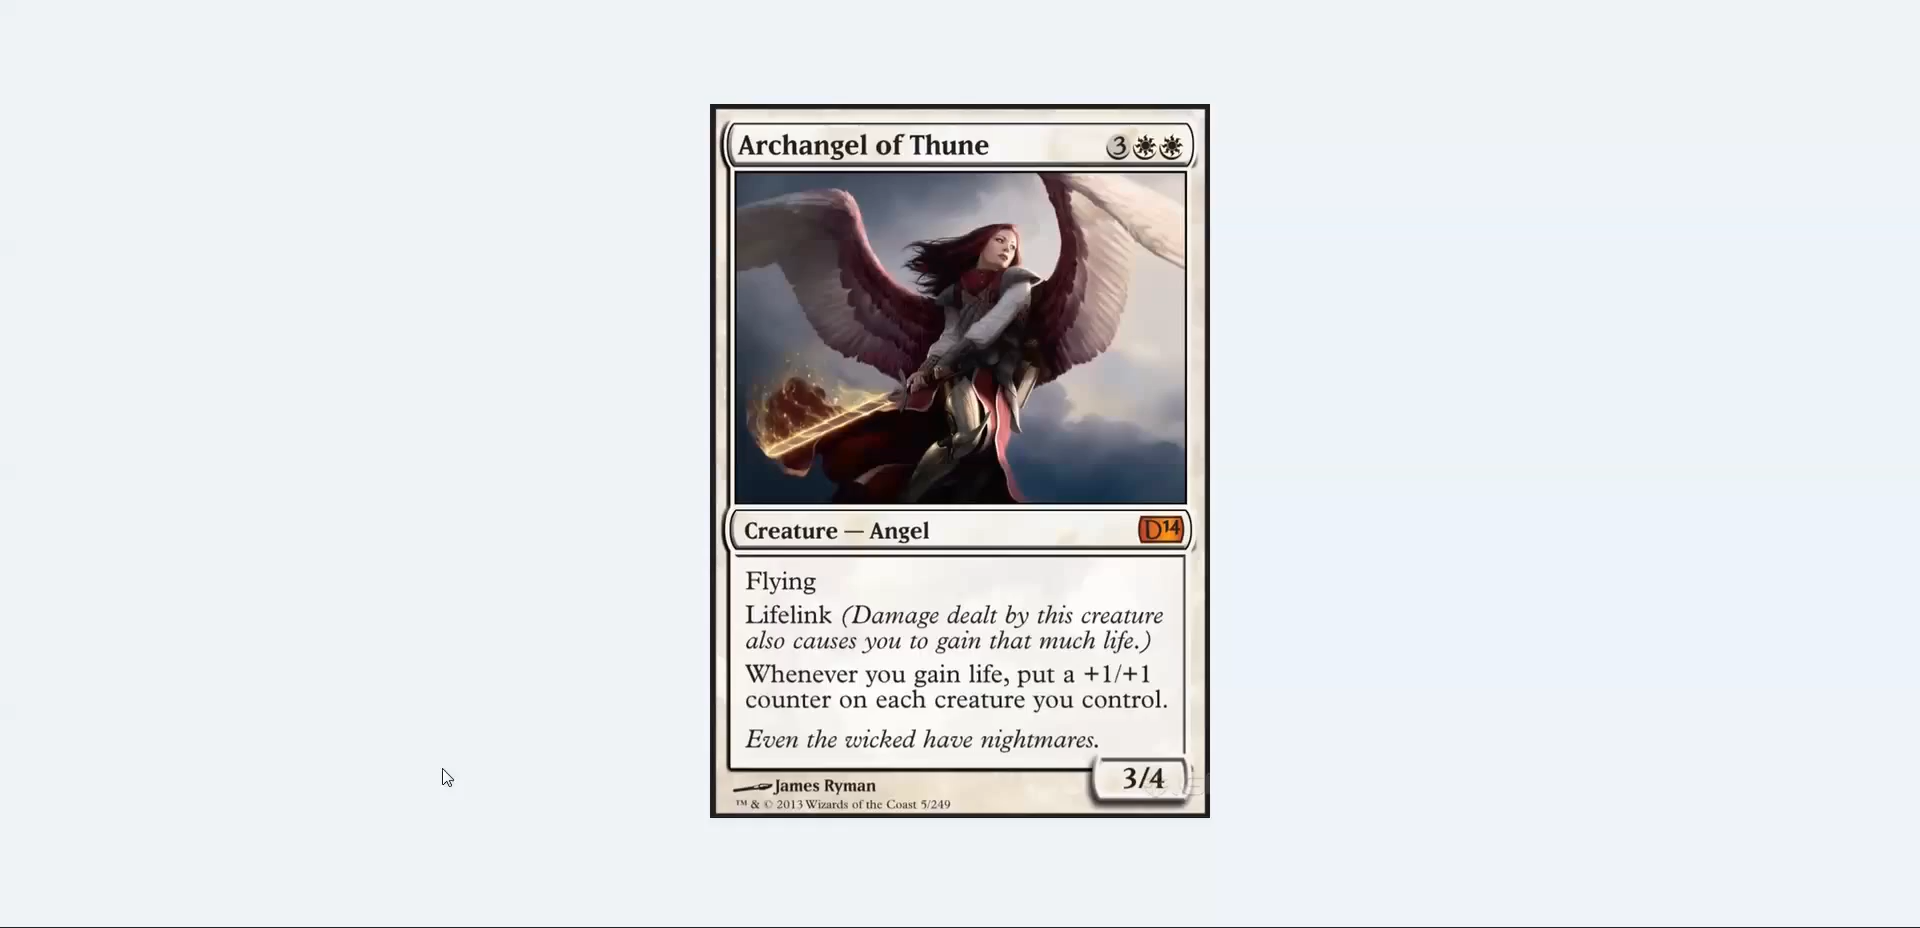 Archangel of Thune 3
Creature — Angel D14
Flying
Lifelink (Damage dealt by this creature
also causes you to gain that much life.)
Whenever you gain life, put a +1/+1
counter on each creature you control.
Even the wicked have nightmares.
3/4
James Ryman
™ & © 2013 Wizards of the Coast 5/249